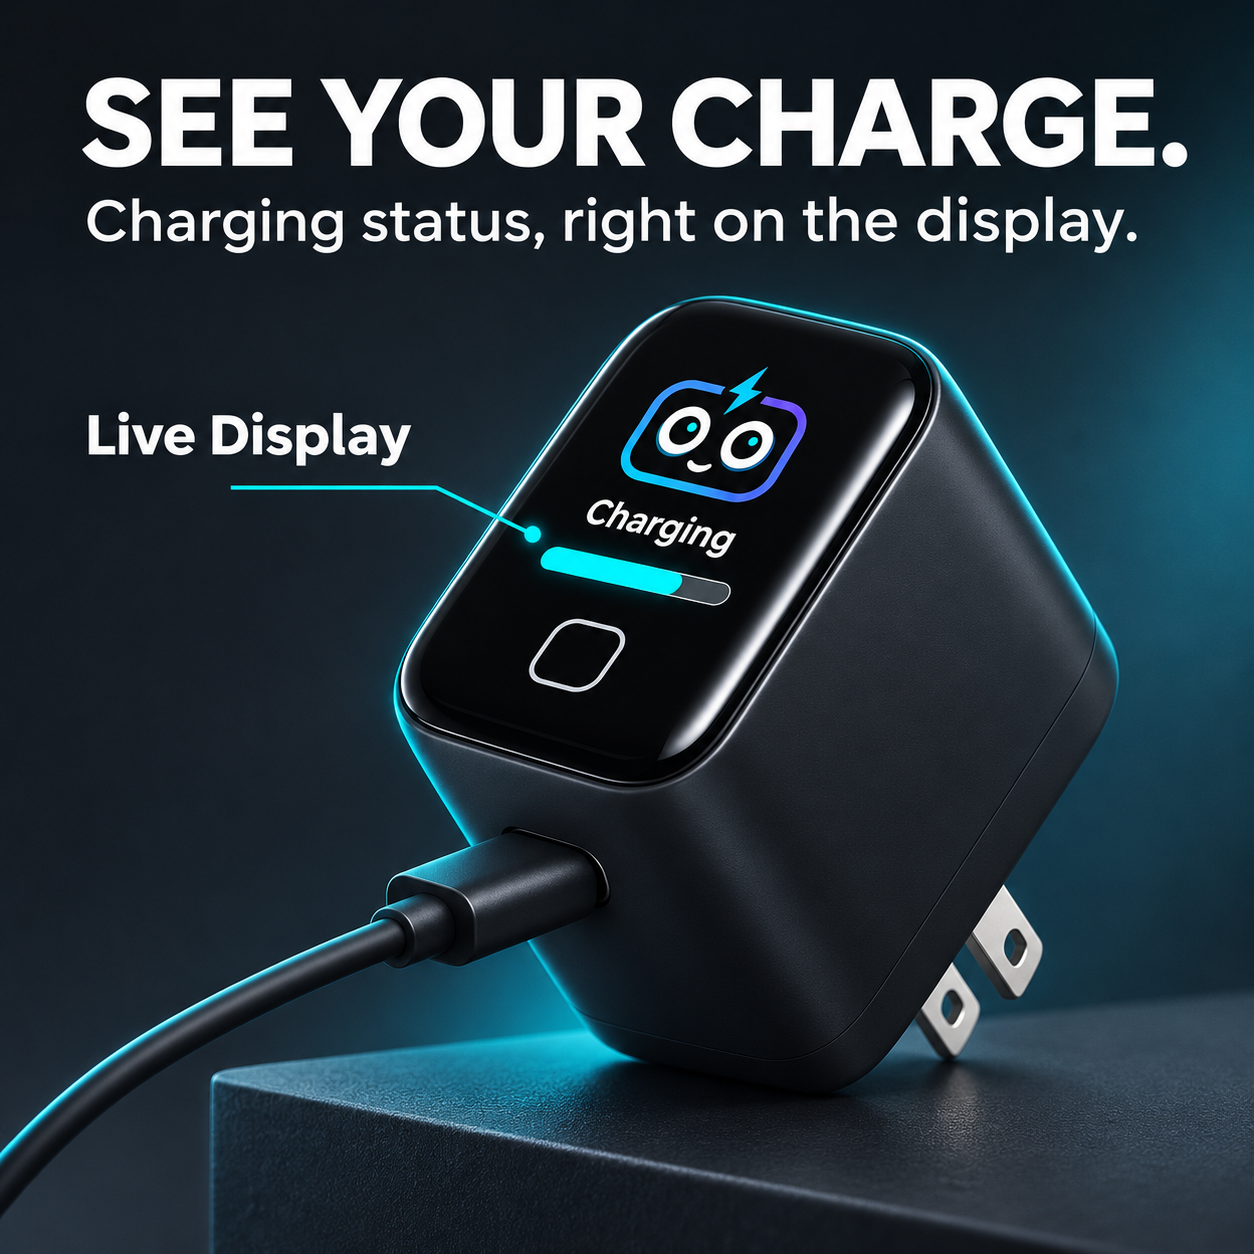 SEE YOUR CHARGE.
Charging status, right on the display.
Live Display
Charging